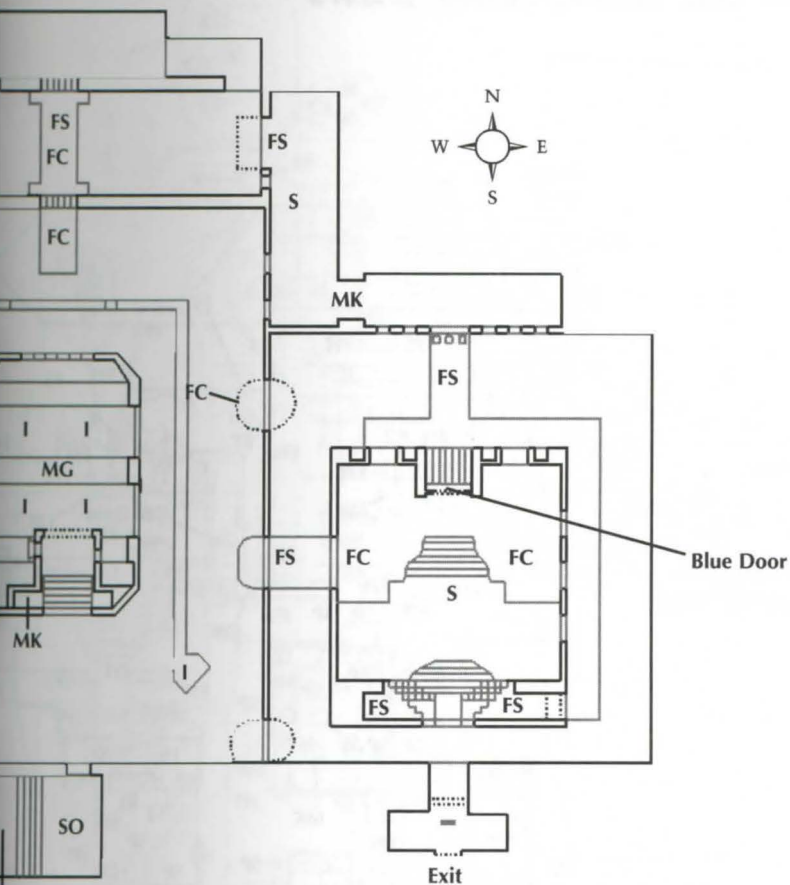 N
W E
S
FS
FS
FC
S
FC
MK
FC
FS
I I
MG
I I
FS FC FC
Blue Door
S
MK
I
FS FS
SO
Exit